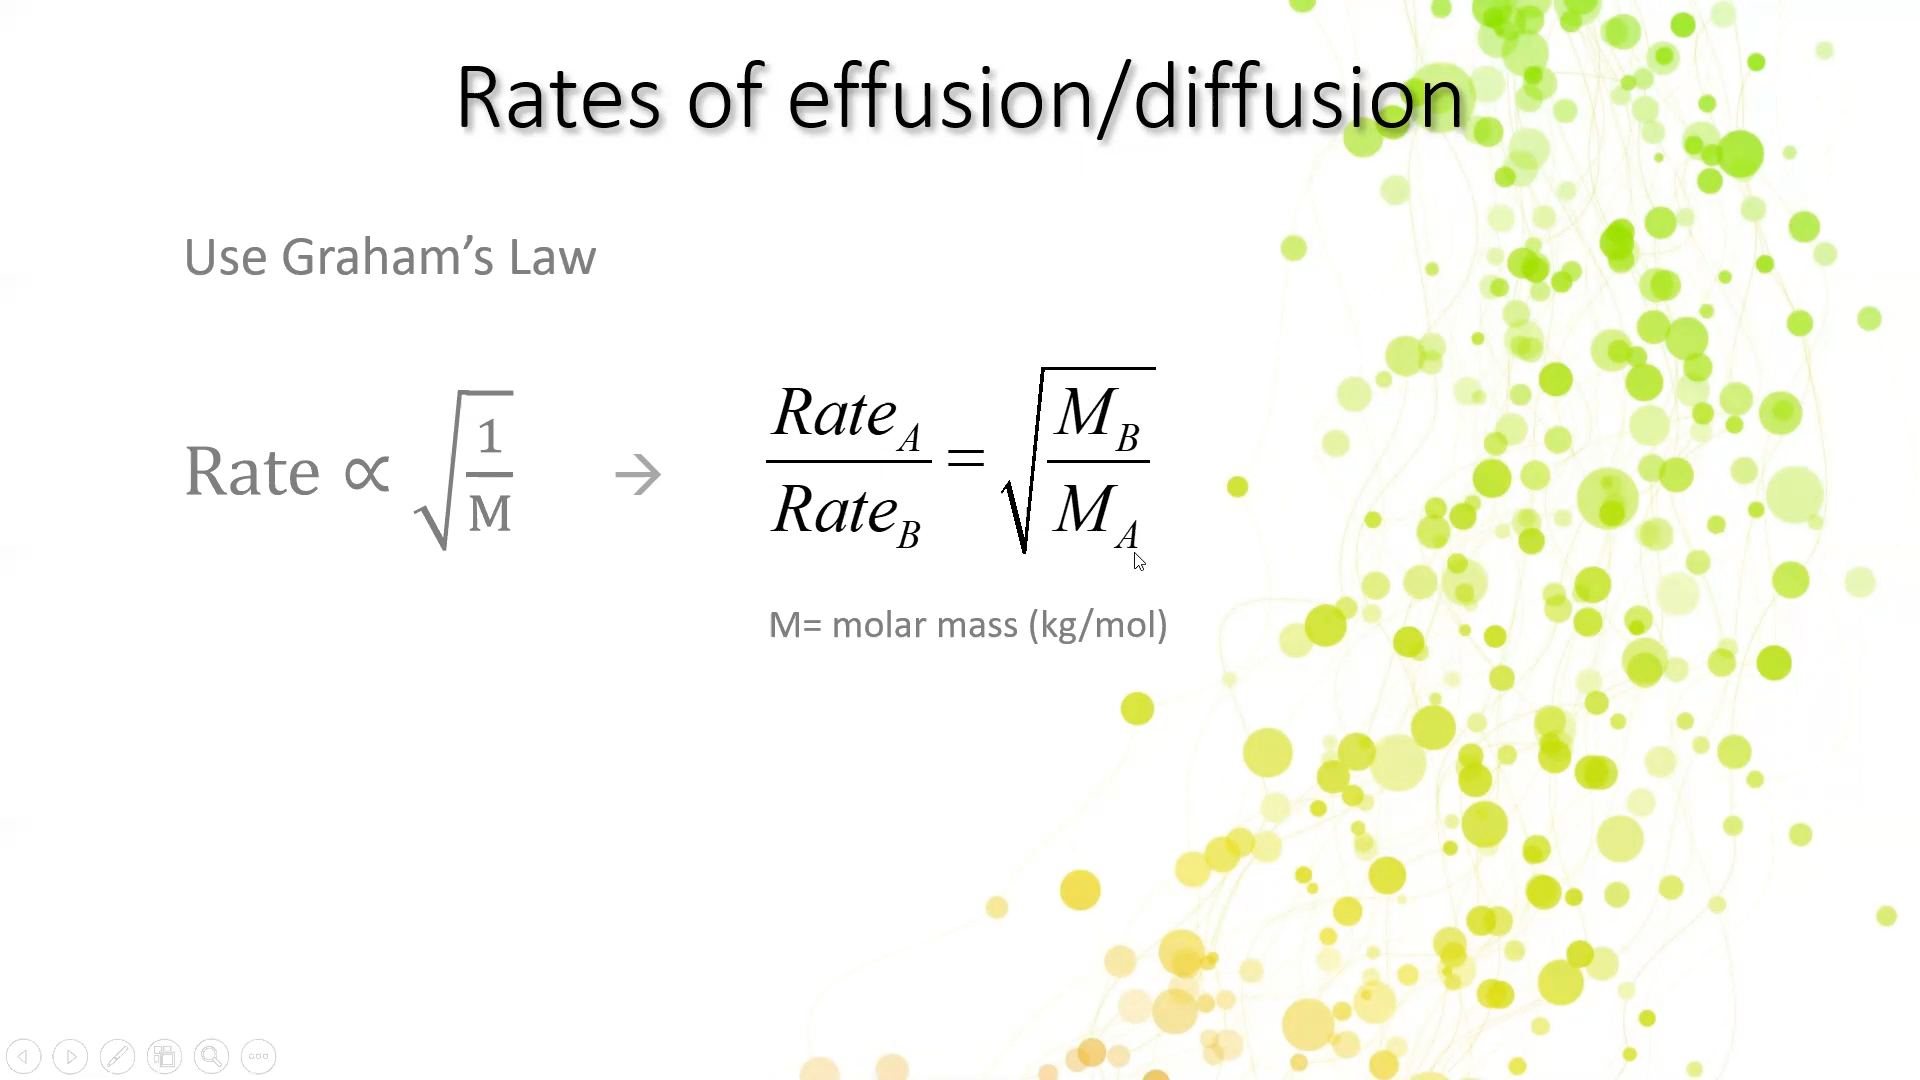 Rates of effusion/diffusion
Use Graham’s Law
Rate ∝ √(1/M) → Rate_A/Rate_B = √(M_B/M_A)
M= molar mass (kg/mol)